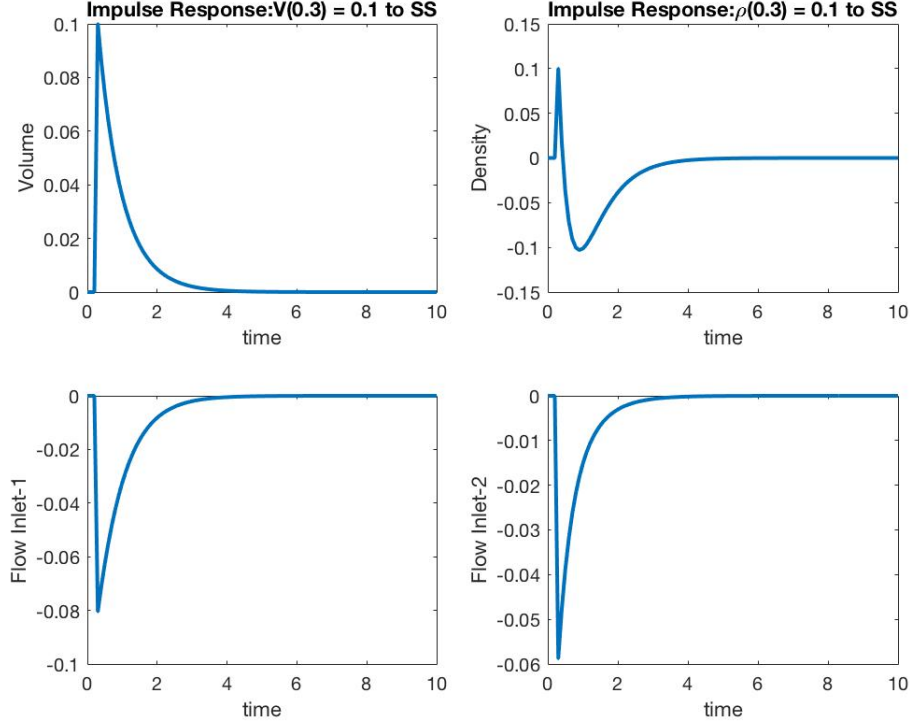 Impulse Response:V(0.3) = 0.1 to SS
0.1
0.08
0.06
0.04
0.02
0
Volume
0 2 4 6 8 10
time
Impulse Response:ρ(0.3) = 0.1 to SS
0.15
0.1
0.05
0
-0.05
-0.1
-0.15
Density
0 2 4 6 8 10
time
0
-0.02
-0.04
-0.06
-0.08
-0.1
Flow Inlet-1
0 2 4 6 8 10
time
0
-0.01
-0.02
-0.03
-0.04
-0.05
-0.06
Flow Inlet-2
0 2 4 6 8 10
time